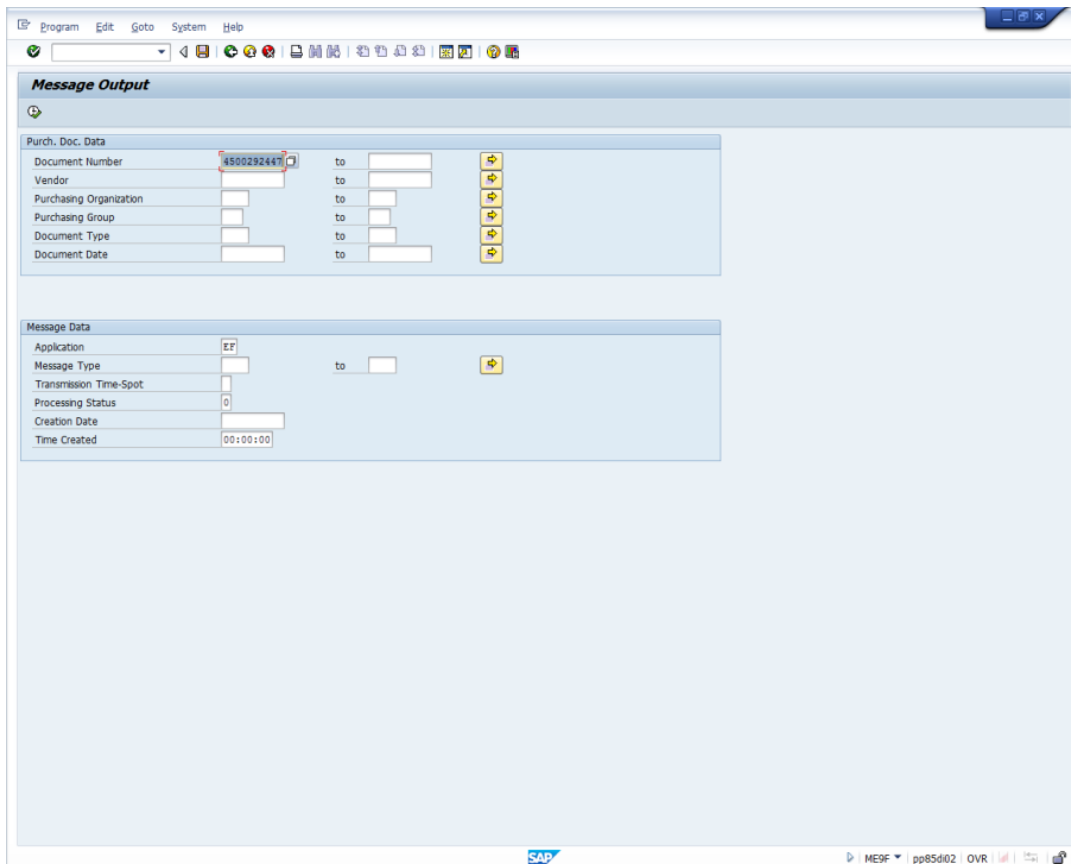 Program Edit Goto System Help
Message Output
Purch. Doc. Data
Document Number 4500292447 to
Vendor to
Purchasing Organization to
Purchasing Group to
Document Type to
Document Date to
Message Data
Application EF
Message Type to
Transmission Time-Spot
Processing Status 0
Creation Date
Time Created 00:00:00
SAP ME9F pp85di02 OVR